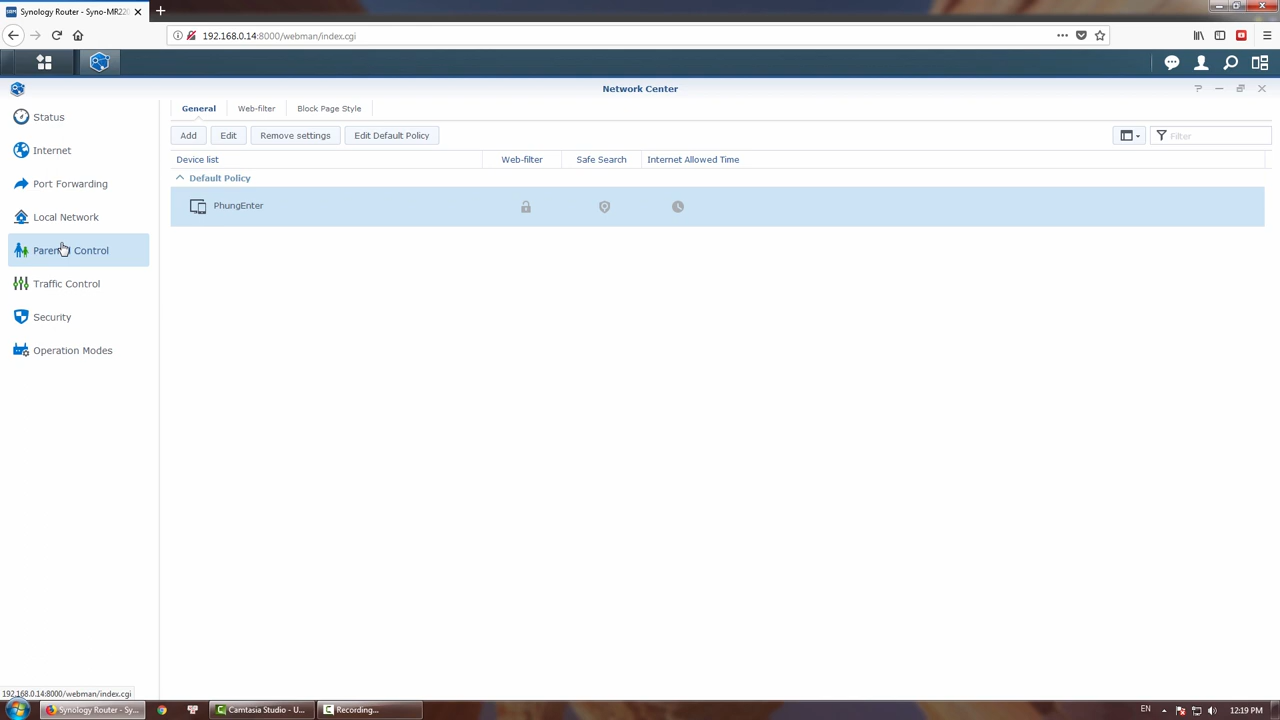 Synology Router - Syno-MR220
192.168.0.14:8000/webman/index.cgi
Network Center
Status
Internet
Port Forwarding
Local Network
Parental Control
Traffic Control
Security
Operation Modes
General
Web-filter
Block Page Style
Add
Edit
Remove settings
Edit Default Policy
Filter
Device list
Web-filter
Safe Search
Internet Allowed Time
Default Policy
PhungEnter
192.168.0.14:8000/webman/index.cgi
Synology Router - Sy...
Camtasia Studio - U...
Recording...
EN
12:19 PM